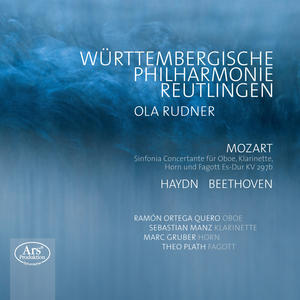 WÜRTTEMBERGISCHE
PHILHARMONIE
REUTLINGEN
OLA RUDNER
MOZART
Sinfonia Concertante für Oboe, Klarinette,
Horn und Fagott Es-Dur KV 297b
HAYDN BEETHOVEN
RAMÓN ORTEGA QUERO OBOE
SEBASTIAN MANZ KLARINETTE
MARC GRUBER HORN
THEO PLATH FAGOTT
Ars
Produktion